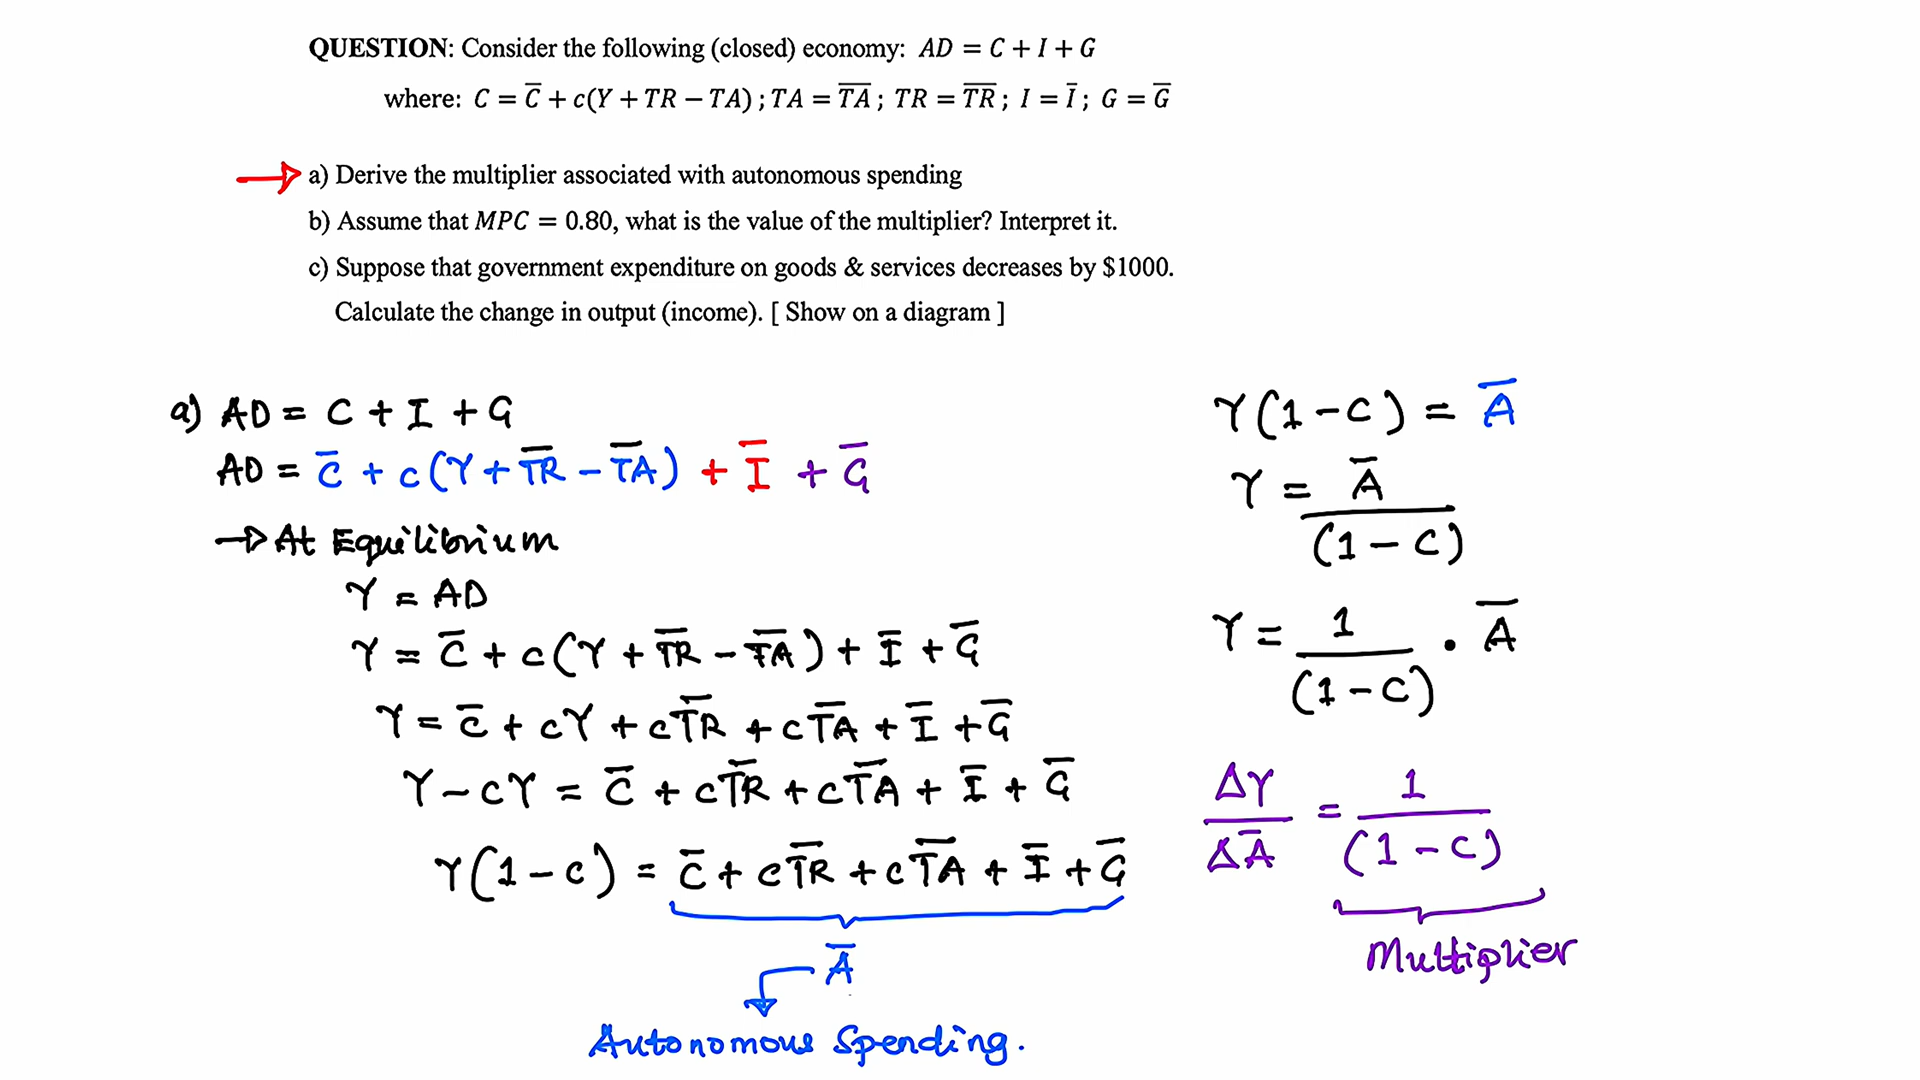 QUESTION: Consider the following (closed) economy: AD = C + I + G
where: C = C̅ + c(Y + TR − TA) ; TA = T̅A̅ ; TR = T̅R̅ ; I = I̅ ; G = G̅
a) Derive the multiplier associated with autonomous spending
b) Assume that MPC = 0.80, what is the value of the multiplier? Interpret it.
c) Suppose that government expenditure on goods & services decreases by $1000.
Calculate the change in output (income). [ Show on a diagram ]
a) AD = C + I + G
AD = C̅ + c(Y + T̅R̅ − T̅A̅) + I̅ + G̅
→ At Equilibrium
Y = AD
Y = C̅ + c(Y + T̅R̅ − T̅A̅) + I̅ + G̅
Y = C̅ + cY + cT̅R̅ + cT̅A̅ + I̅ + G̅
Y − cY = C̅ + cT̅R̅ + cT̅A̅ + I̅ + G̅
Y(1 − c) = C̅ + cT̅R̅ + cT̅A̅ + I̅ + G̅
A̅
Autonomous Spending.
Y(1 − c) = A̅
Y = A̅ / (1 − c)
Y = 1 / (1 − c) · A̅
ΔY / ΔA̅ = 1 / (1 − c)
Multiplier